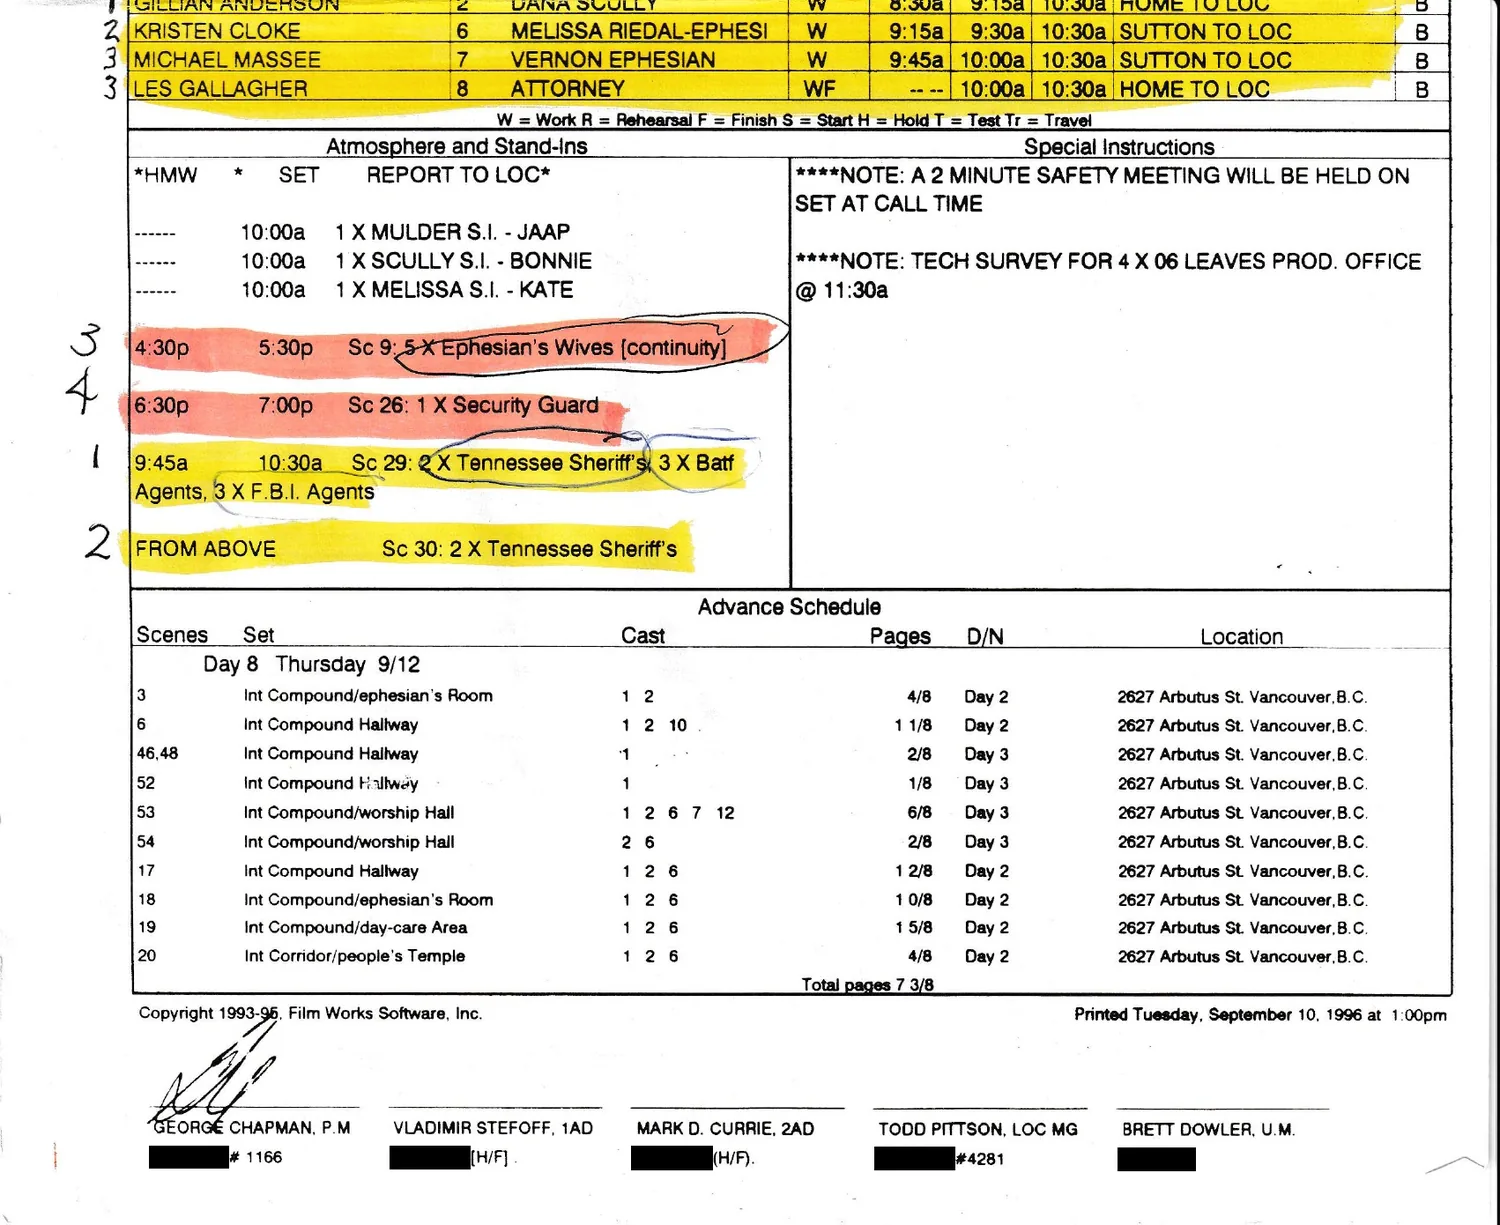 1 GILLIAN ANDERSON 2 DANA SCULLY W 8:30a 9:15a 10:30a HOME TO LOC B
2 KRISTEN CLOKE 6 MELISSA RIEDAL-EPHESI W 9:15a 9:30a 10:30a SUTTON TO LOC B
3 MICHAEL MASSEE 7 VERNON EPHESIAN W 9:45a 10:00a 10:30a SUTTON TO LOC B
3 LES GALLAGHER 8 ATTORNEY WF -- -- 10:00a 10:30a HOME TO LOC B
W = Work R = Rehearsal F = Finish S = Start H = Hold T = Test Tr = Travel
Atmosphere and Stand-Ins
*HMW * SET REPORT TO LOC*
------ 10:00a 1 X MULDER S.I. - JAAP
------ 10:00a 1 X SCULLY S.I. - BONNIE
------ 10:00a 1 X MELISSA S.I. - KATE
3 4:30p 5:30p Sc 9: 5 X Ephesian's Wives [continuity]
4 6:30p 7:00p Sc 26: 1 X Security Guard
1 9:45a 10:30a Sc 29: 2 X Tennessee Sheriff's, 3 X Batf
Agents, 3 X F.B.I. Agents
2 FROM ABOVE Sc 30: 2 X Tennessee Sheriff's
Special Instructions
****NOTE: A 2 MINUTE SAFETY MEETING WILL BE HELD ON
SET AT CALL TIME
****NOTE: TECH SURVEY FOR 4 X 06 LEAVES PROD. OFFICE
@ 11:30a
Advance Schedule
Scenes Set Cast Pages D/N Location
Day 8 Thursday 9/12
3 Int Compound/ephesian's Room 1 2 4/8 Day 2 2627 Arbutus St. Vancouver,B.C.
6 Int Compound Hallway 1 2 10 1 1/8 Day 2 2627 Arbutus St. Vancouver,B.C.
46,48 Int Compound Hallway 1 2/8 Day 3 2627 Arbutus St. Vancouver,B.C.
52 Int Compound Hallway 1 1/8 Day 3 2627 Arbutus St. Vancouver,B.C.
53 Int Compound/worship Hall 1 2 6 7 12 6/8 Day 3 2627 Arbutus St. Vancouver,B.C.
54 Int Compound/worship Hall 2 6 2/8 Day 3 2627 Arbutus St. Vancouver,B.C.
17 Int Compound Hallway 1 2 6 1 2/8 Day 2 2627 Arbutus St. Vancouver,B.C.
18 Int Compound/ephesian's Room 1 2 6 1 0/8 Day 2 2627 Arbutus St. Vancouver,B.C.
19 Int Compound/day-care Area 1 2 6 1 5/8 Day 2 2627 Arbutus St. Vancouver,B.C.
20 Int Corridor/people's Temple 1 2 6 4/8 Day 2 2627 Arbutus St. Vancouver,B.C.
Total pages 7 3/8
Copyright 1993-95, Film Works Software, Inc. Printed Tuesday, September 10, 1996 at 1:00pm
GEORGE CHAPMAN, P.M VLADIMIR STEFOFF, 1AD MARK D. CURRIE, 2AD TODD PITTSON, LOC MG BRETT DOWLER, U.M.
# 1166 [H/F] . (H/F). #4281